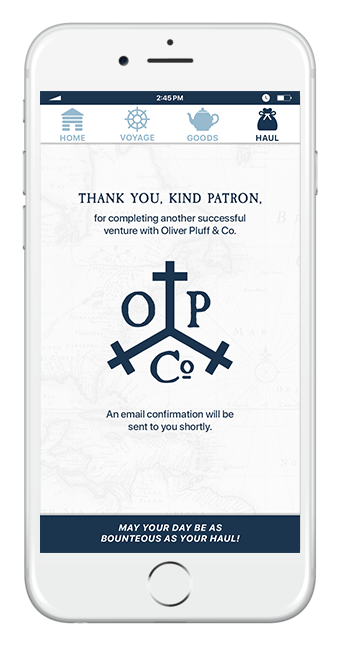 2:45 PM
HOME VOYAGE GOODS HAUL
THANK YOU, KIND PATRON,
for completing another successful
venture with Oliver Pluff & Co.
O P
Co
An email confirmation will be
sent to you shortly.
MAY YOUR DAY BE AS
BOUNTEOUS AS YOUR HAUL!